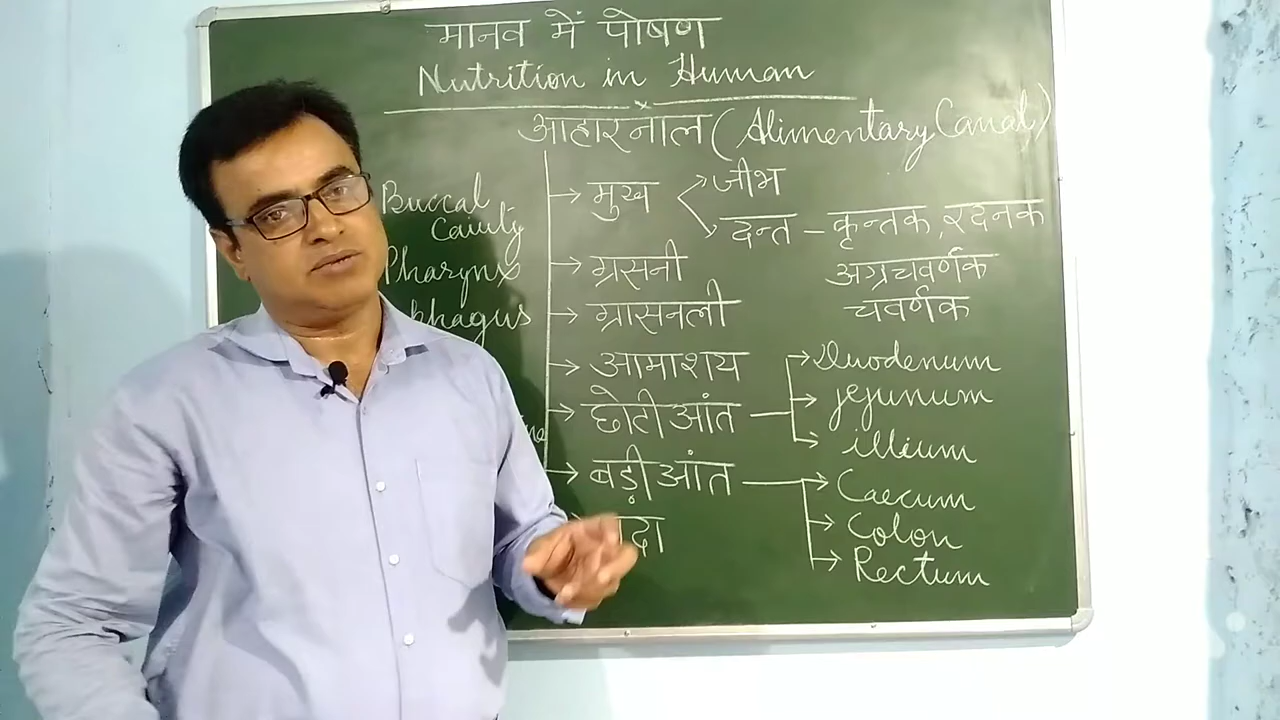 मानव में पोषण
Nutrition in Human
आहारनाल (Alimentary Canal)
Buccal Cavity → मुख → जीभ
दन्त – कृन्तक, रदनक
अग्रचवर्णक
चवर्णक
Pharynx → ग्रसनी
phagus → ग्रासनली
→ आमाशय
→ छोटीआंत → Duodenum
→ jejunum
→ illium
→ बड़ीआंत → Caecum
→ Colon
→ Rectum